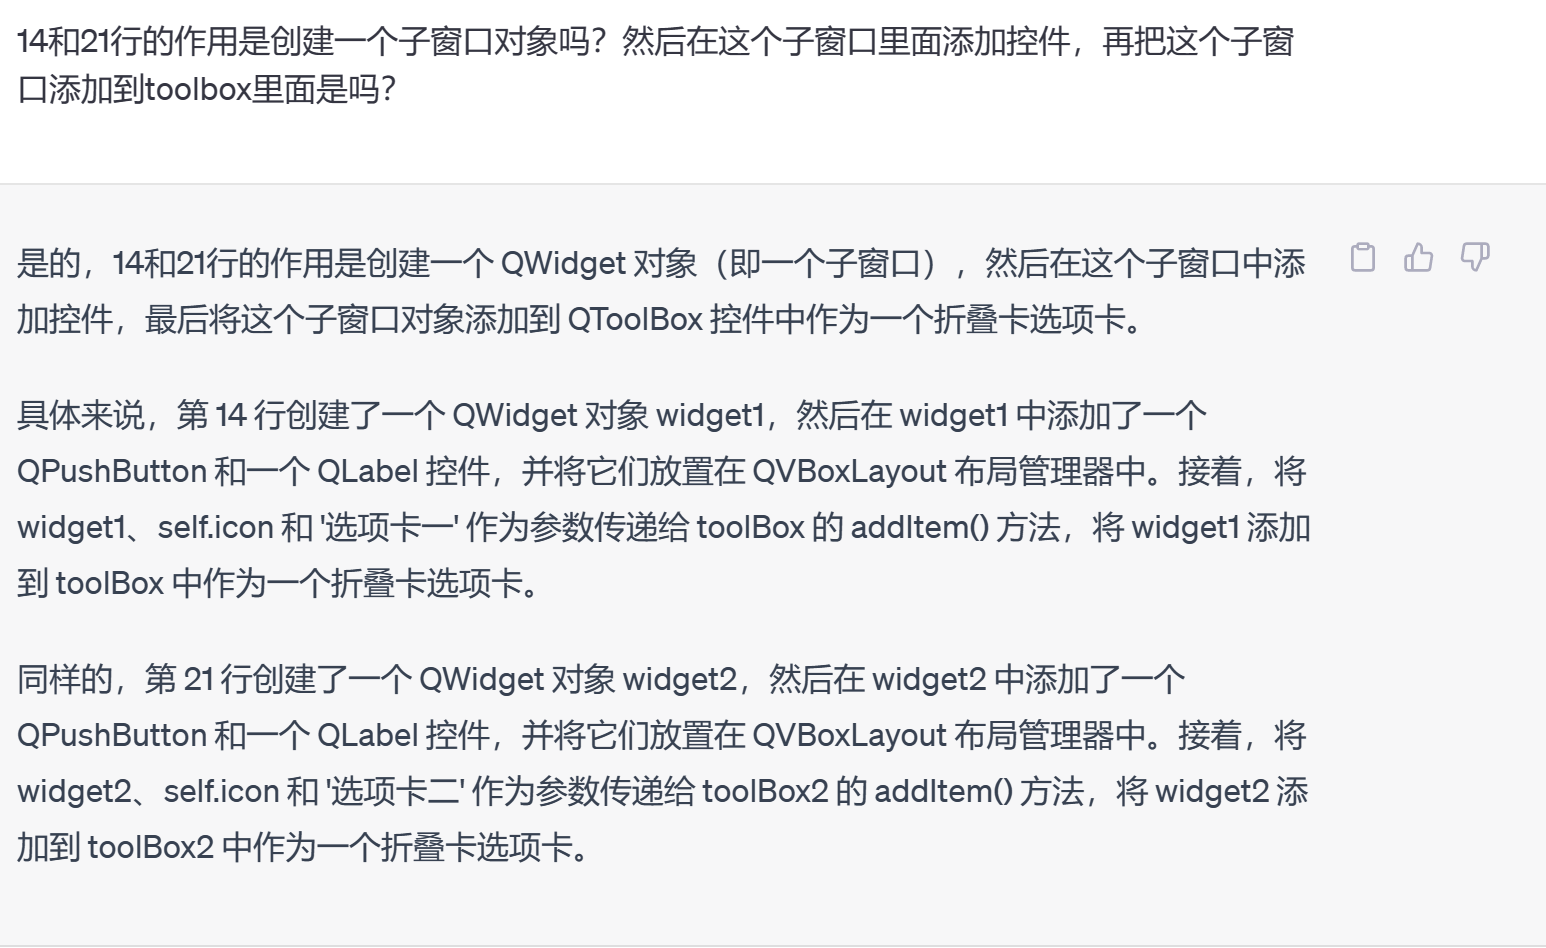 14和21行的作用是创建一个子窗口对象吗？然后在这个子窗口里面添加控件，再把这个子窗
口添加到toolbox里面是吗？
是的，14和21行的作用是创建一个 QWidget 对象（即一个子窗口），然后在这个子窗口中添
加控件，最后将这个子窗口对象添加到 QToolBox 控件中作为一个折叠卡选项卡。
具体来说，第 14 行创建了一个 QWidget 对象 widget1，然后在 widget1 中添加了一个
QPushButton 和一个 QLabel 控件，并将它们放置在 QVBoxLayout 布局管理器中。接着，将
widget1、self.icon 和 '选项卡一' 作为参数传递给 toolBox 的 addItem() 方法，将 widget1 添加
到 toolBox 中作为一个折叠卡选项卡。
同样的，第 21 行创建了一个 QWidget 对象 widget2，然后在 widget2 中添加了一个
QPushButton 和一个 QLabel 控件，并将它们放置在 QVBoxLayout 布局管理器中。接着，将
widget2、self.icon 和 '选项卡二' 作为参数传递给 toolBox2 的 addItem() 方法，将 widget2 添
加到 toolBox2 中作为一个折叠卡选项卡。